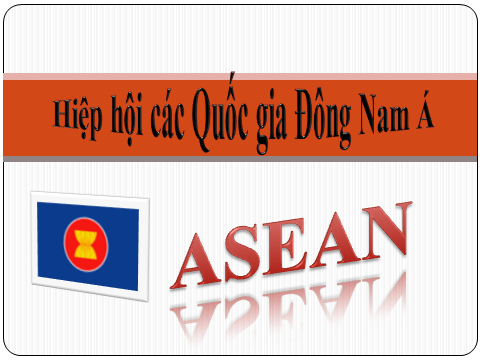 Hiệp hội các Quốc gia Đông Nam Á
ASEAN